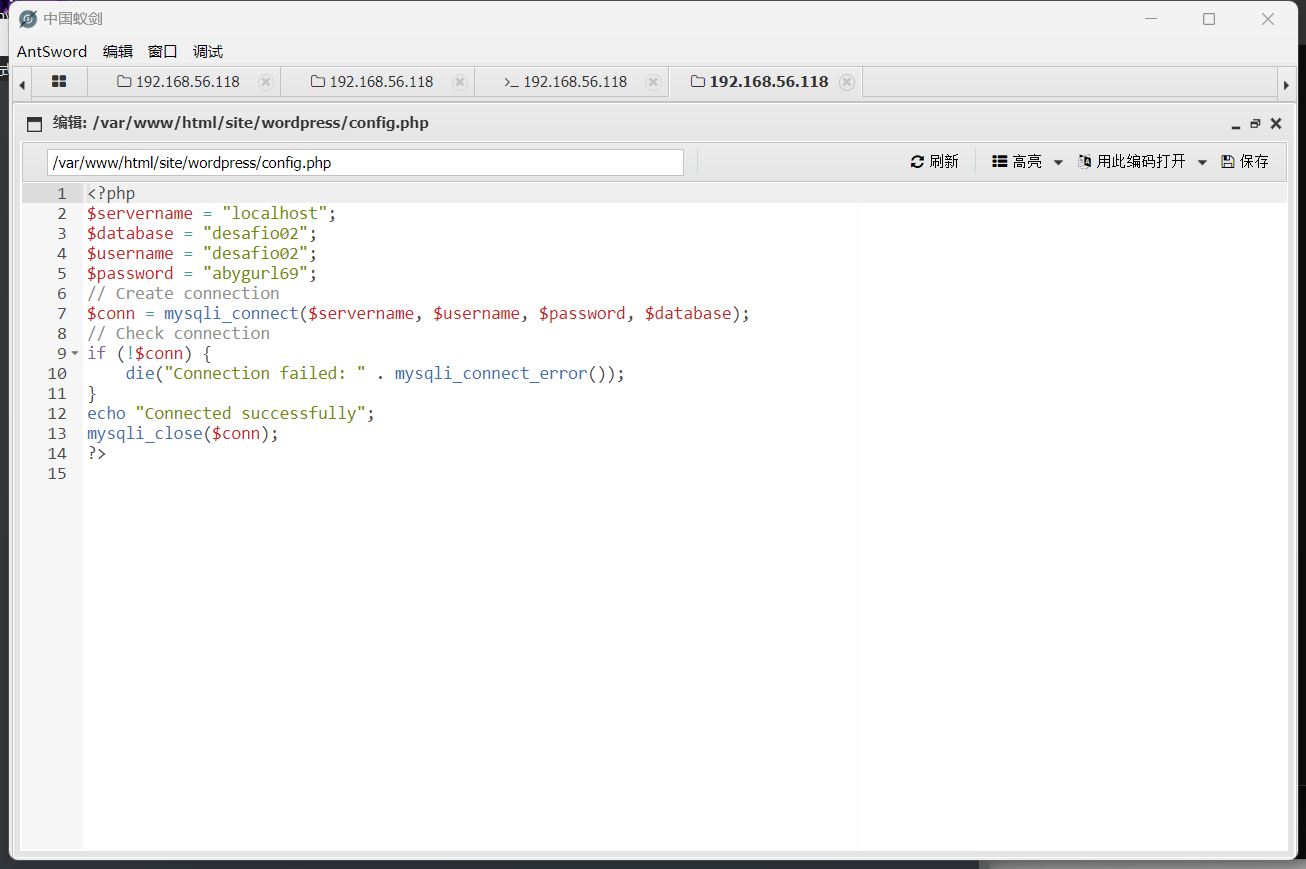 中国蚁剑
AntSword 编辑 窗口 调试
192.168.56.118 192.168.56.118 >_ 192.168.56.118 192.168.56.118
编辑: /var/www/html/site/wordpress/config.php
/var/www/html/site/wordpress/config.php 刷新 高亮 用此编码打开 保存
1 <?php
2 $servername = "localhost";
3 $database = "desafio02";
4 $username = "desafio02";
5 $password = "abygurl69";
6 // Create connection
7 $conn = mysqli_connect($servername, $username, $password, $database);
8 // Check connection
9 if (!$conn) {
10     die("Connection failed: " . mysqli_connect_error());
11 }
12 echo "Connected successfully";
13 mysqli_close($conn);
14 ?>
15